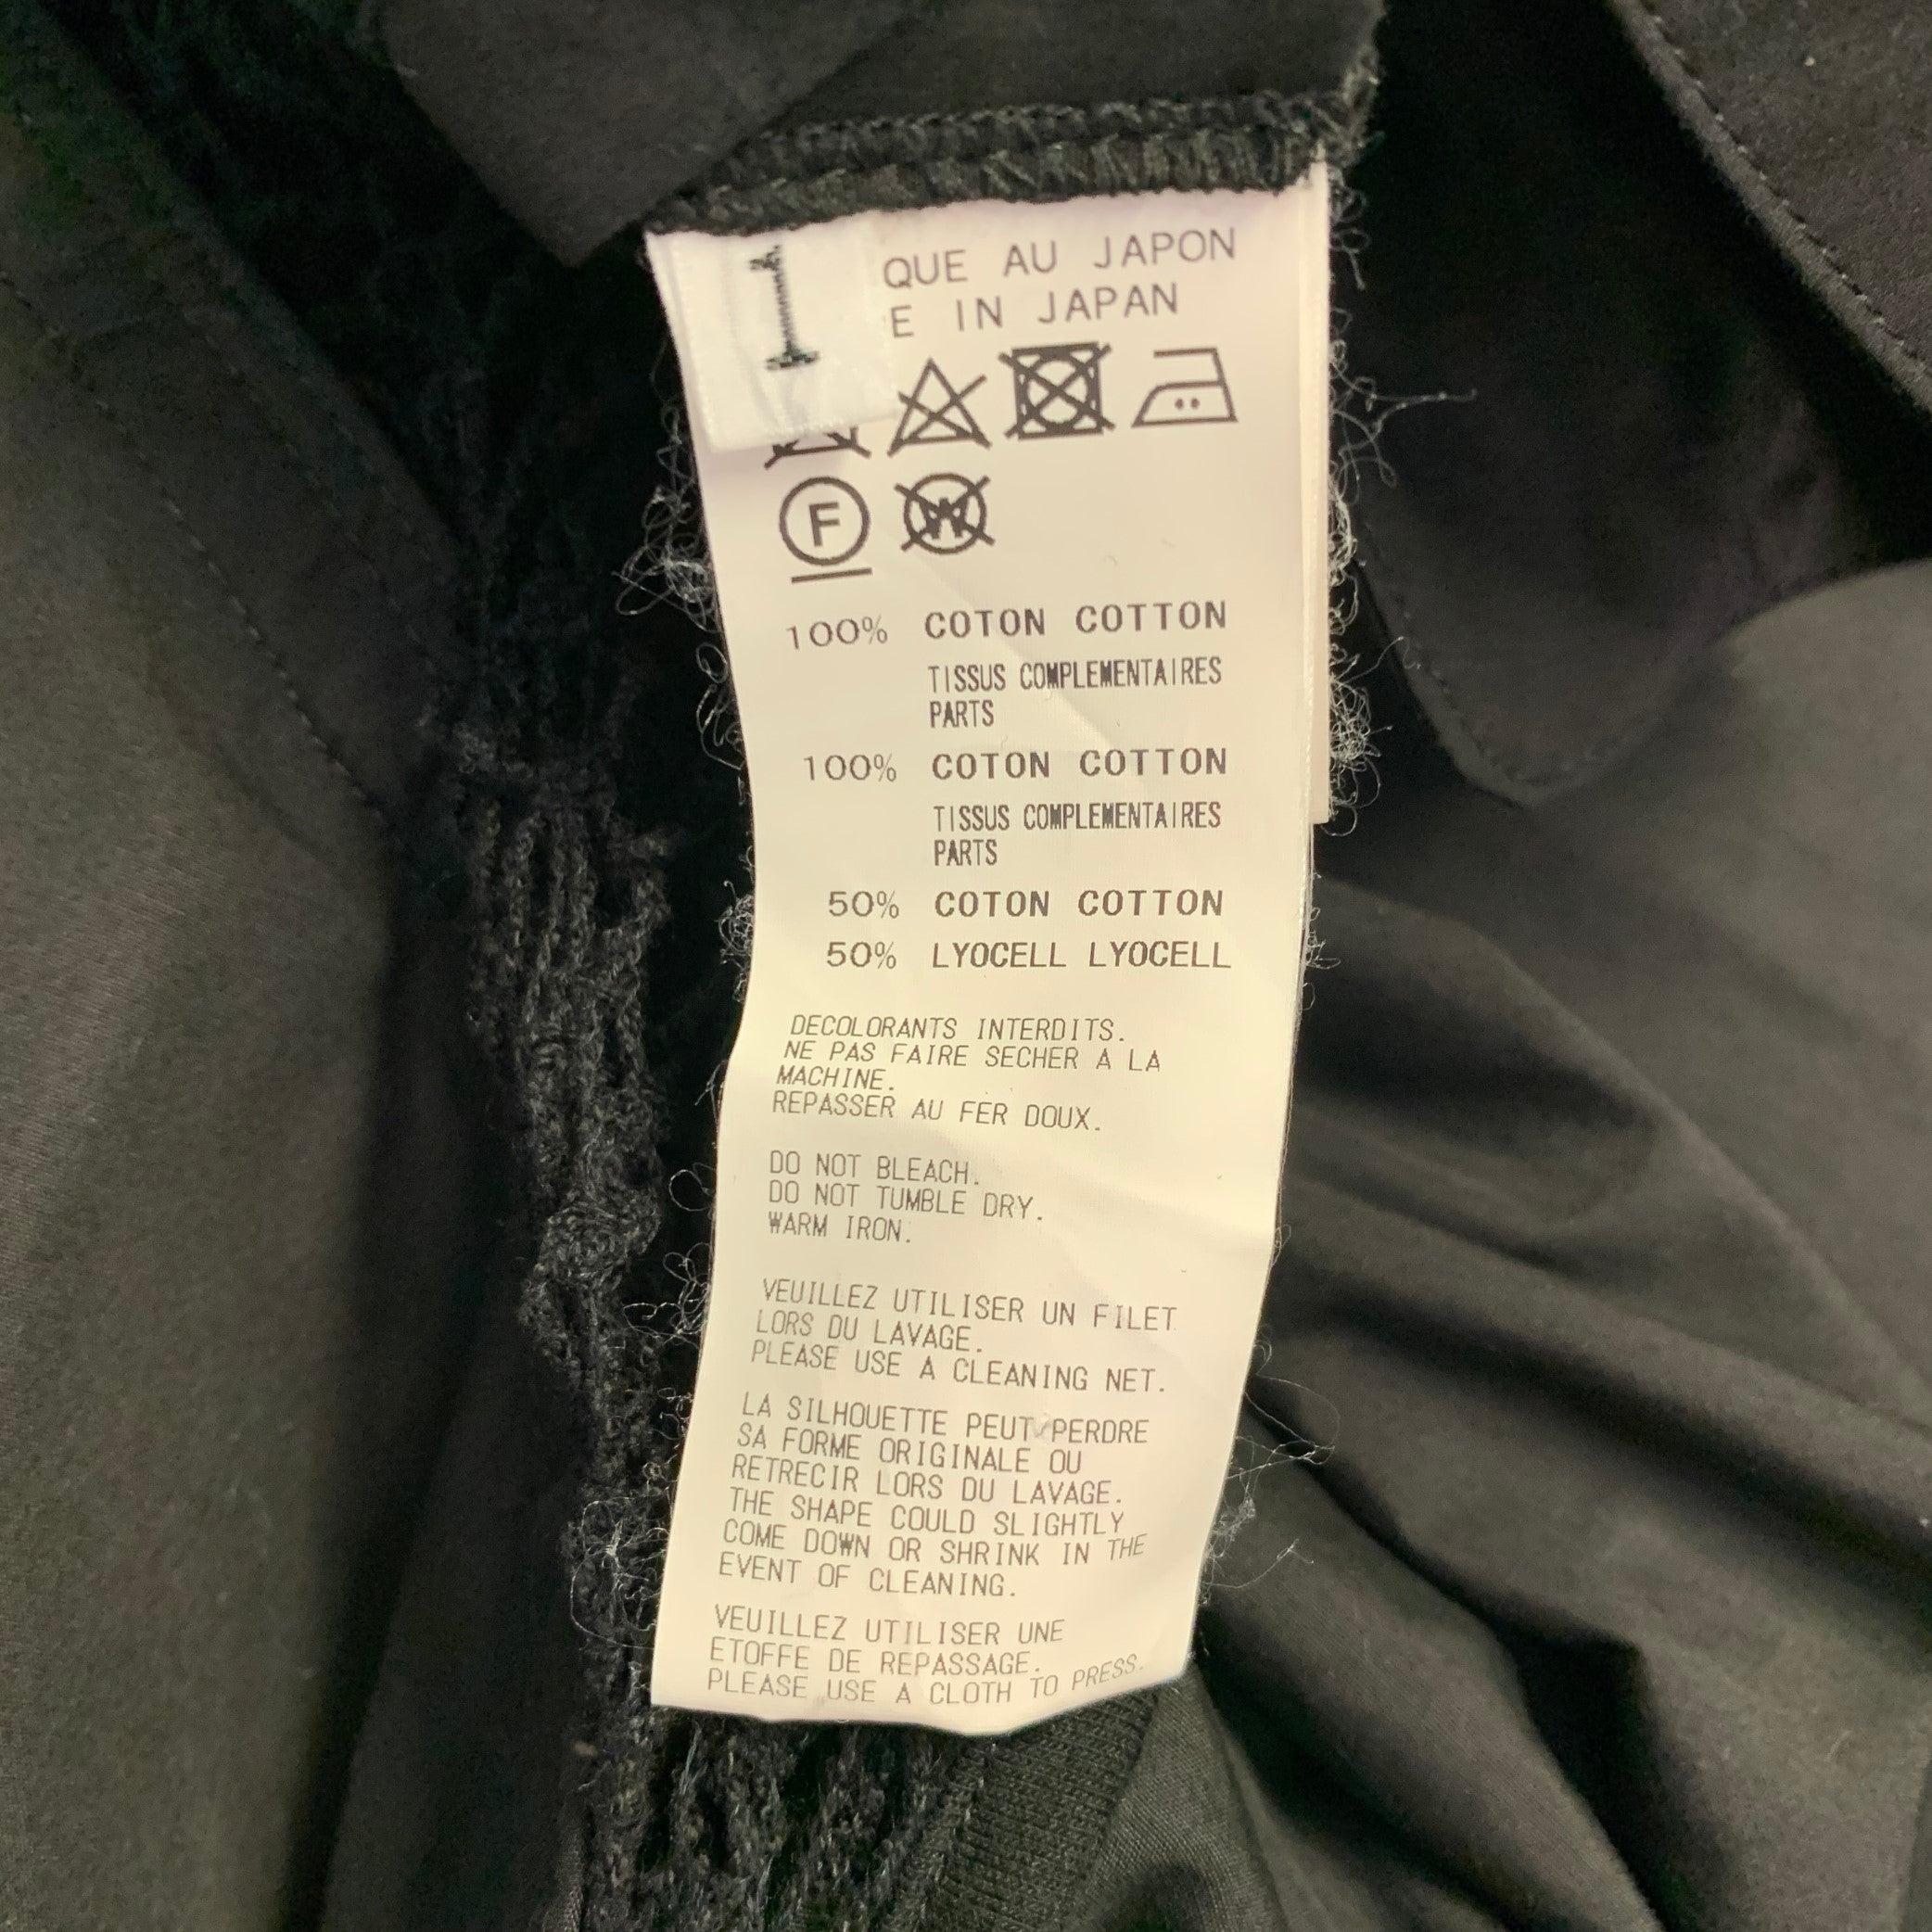 1
QUE AU JAPON
E IN JAPAN
F
W
100% COTON COTTON
TISSUS COMPLEMENTAIRES
PARTS
100% COTON COTTON
TISSUS COMPLEMENTAIRES
PARTS
50% COTON COTTON
50% LYOCELL LYOCELL
DECOLORANTS INTERDITS.
NE PAS FAIRE SECHER A LA
MACHINE.
REPASSER AU FER DOUX.
DO NOT BLEACH.
DO NOT TUMBLE DRY.
WARM IRON.
VEUILLEZ UTILISER UN FILET
LORS DU LAVAGE.
PLEASE USE A CLEANING NET.
LA SILHOUETTE PEUT PERDRE
SA FORME ORIGINALE OU
RETRECIR LORS DU LAVAGE.
THE SHAPE COULD SLIGHTLY
COME DOWN OR SHRINK IN THE
EVENT OF CLEANING.
VEUILLEZ UTILISER UNE
ETOFFE DE REPASSAGE.
PLEASE USE A CLOTH TO PRESS.